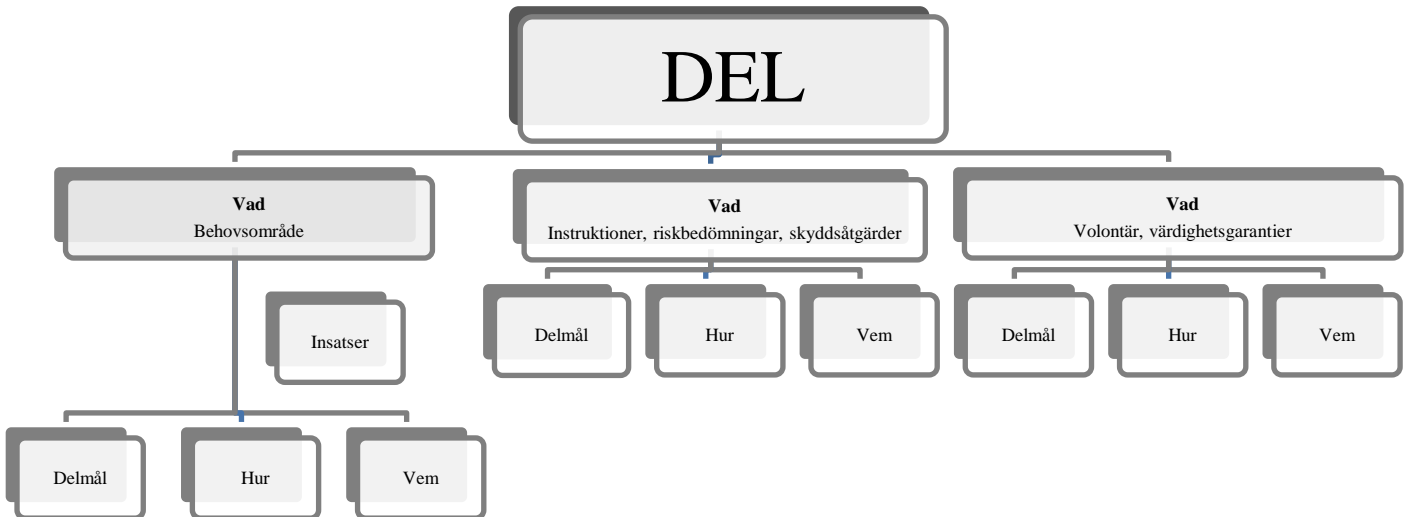 DEL
Vad
Behovsområde
Vad
Instruktioner, riskbedömningar, skyddsåtgärder
Vad
Volontär, värdighetsgarantier
Insatser
Delmål
Hur
Vem
Delmål
Hur
Vem
Delmål
Hur
Vem